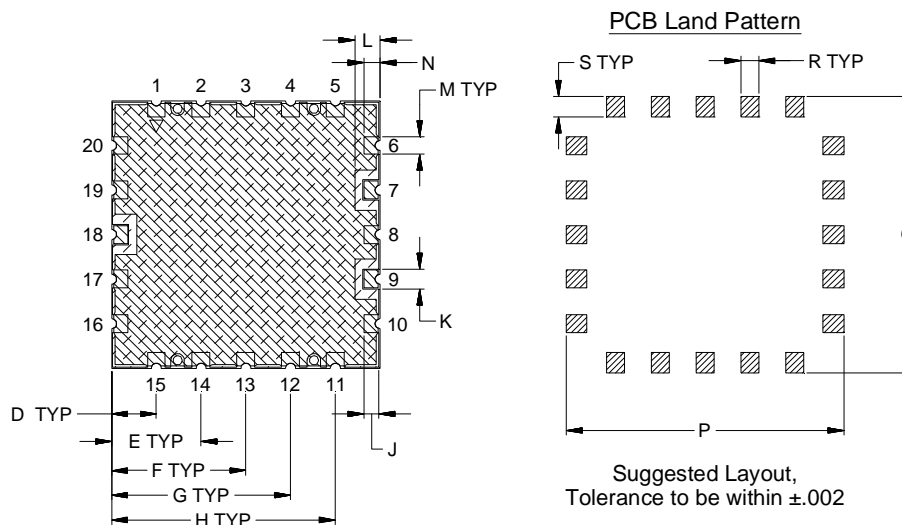 PCB Land Pattern
L
N
S TYP
R TYP
M TYP
1 2 3 4 5
20 6
19 7
18 8
17 9
16 10
K
15 14 13 12 11
D TYP
E TYP
J
F TYP
G TYP
H TYP
P
Suggested Layout,
Tolerance to be within ±.002